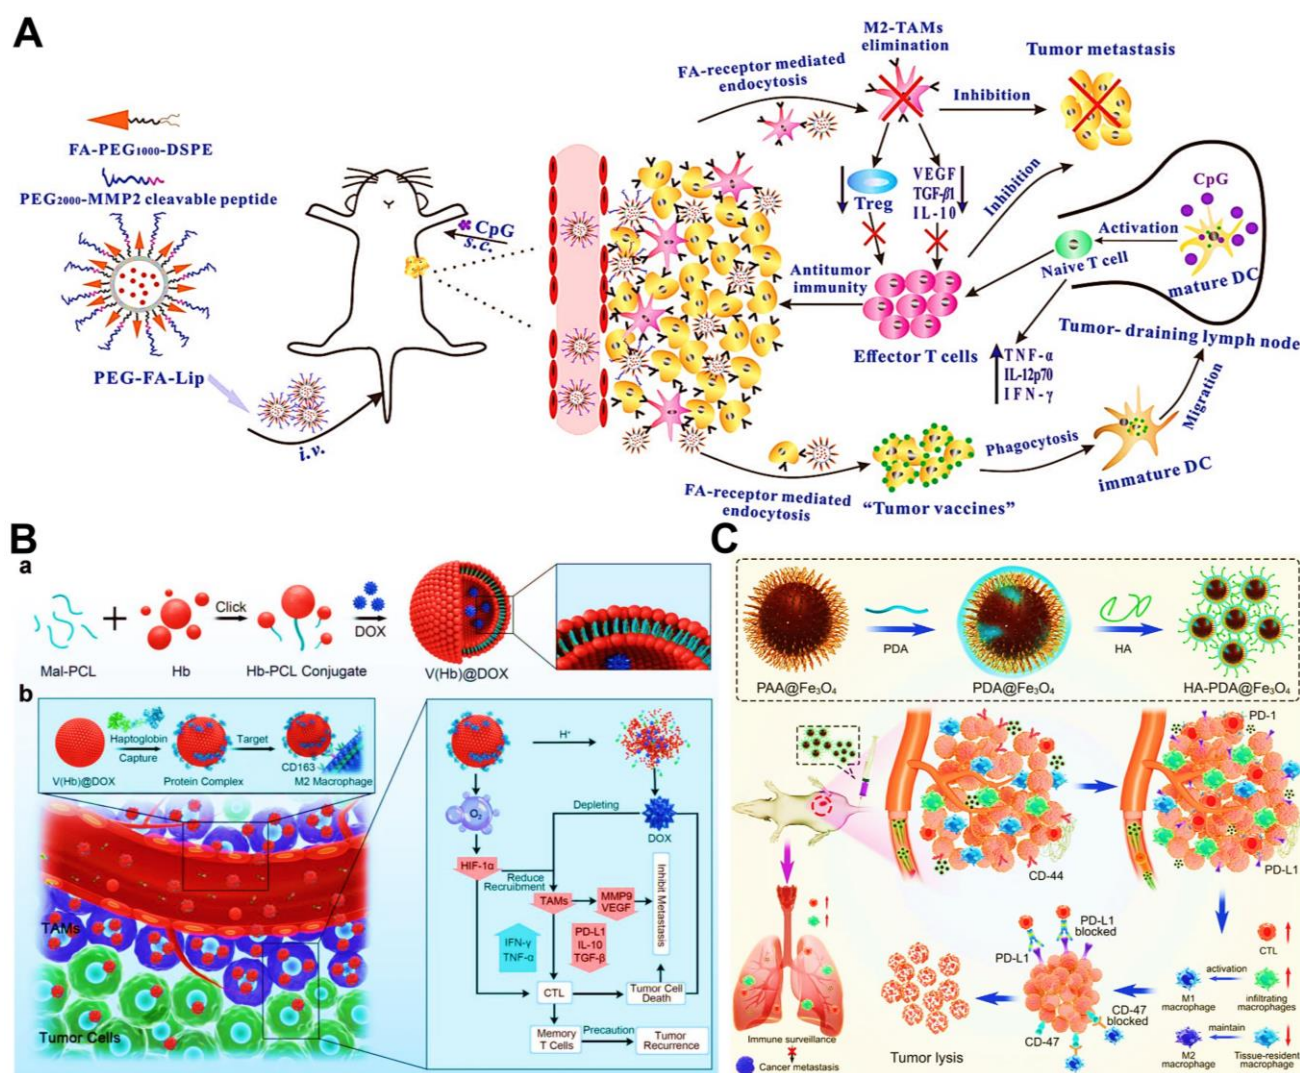 A
FA-PEG1000-DSPE
PEG2000-MMP2 cleavable peptide
PEG-FA-Lip
i.v.
CpG
s.c.
FA-receptor mediated
endocytosis
M2-TAMs
elimination
Inhibition
Tumor metastasis
Treg
VEGF
TGF-β1
IL-10
Inhibition
CpG
Activation
Naive T cell
mature DC
Antitumor
immunity
Effector T cells
Tumor- draining lymph node
TNF-α
IL-12p70
IFN-γ
Migration
Phagocytosis
immature DC
FA-receptor mediated
endocytosis
“Tumor vaccines”
B
a
Mal-PCL
Hb
Click
Hb-PCL Conjugate
DOX
V(Hb)@DOX
b
V(Hb)@DOX
Haptoglobin
Capture
Protein Complex
Target
CD163
M2 Macrophage
TAMs
Tumor Cells
H+
O2
Depleting
DOX
HIF-1α
Reduce
Recruibment
TAMs
MMP9
VEGF
Inhibit Metastasis
IFN-γ
TNF-α
PD-L1
IL-10
TGF-β
CTL
Tumor Cell
Death
Memory
T Cells
Precaution
Tumor
Recurrence
C
PAA@Fe3O4
PDA
PDA@Fe3O4
HA
HA-PDA@Fe3O4
CD-44
PD-1
PD-L1
PD-L1
blocked
PD-L1
CD-47
blocked
CD-47
CTL
activation
M1
macrophage
infiltrating
macrophages
maintain
M2
macrophage
Tissue-resident
macrophage
Tumor lysis
Immune surveillance
Cancer metastasis